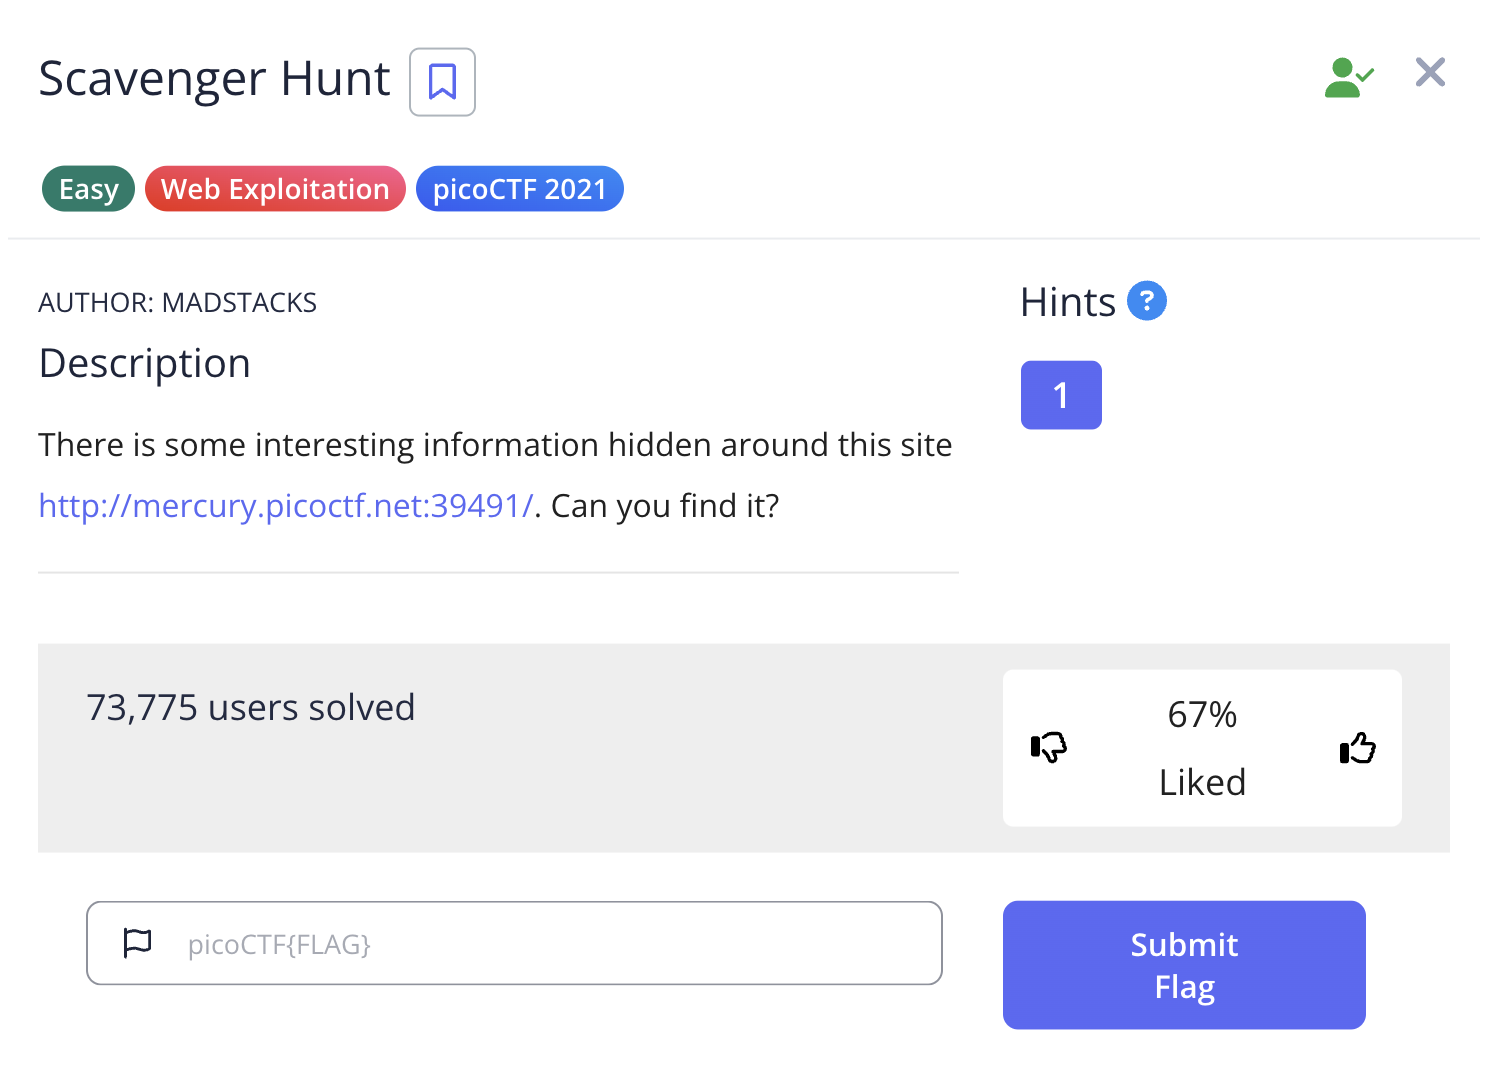 Scavenger Hunt
Easy Web Exploitation picoCTF 2021
AUTHOR: MADSTACKS
Description
There is some interesting information hidden around this site
http://mercury.picoctf.net:39491/. Can you find it?
Hints ?
1
73,775 users solved
67%
Liked
picoCTF{FLAG}
Submit
Flag